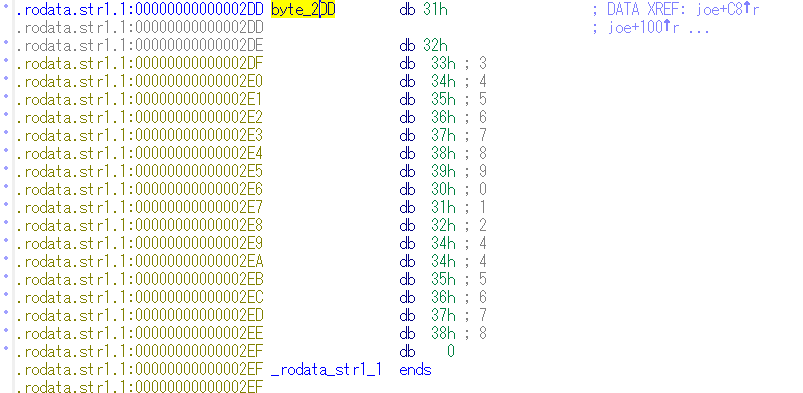 .rodata.str1.1:00000000000002DD byte_2DD db 31h ; DATA XREF: joe+C8↑r
.rodata.str1.1:00000000000002DD ; joe+100↑r ...
.rodata.str1.1:00000000000002DE db 32h
.rodata.str1.1:00000000000002DF db 33h ; 3
.rodata.str1.1:00000000000002E0 db 34h ; 4
.rodata.str1.1:00000000000002E1 db 35h ; 5
.rodata.str1.1:00000000000002E2 db 36h ; 6
.rodata.str1.1:00000000000002E3 db 37h ; 7
.rodata.str1.1:00000000000002E4 db 38h ; 8
.rodata.str1.1:00000000000002E5 db 39h ; 9
.rodata.str1.1:00000000000002E6 db 30h ; 0
.rodata.str1.1:00000000000002E7 db 31h ; 1
.rodata.str1.1:00000000000002E8 db 32h ; 2
.rodata.str1.1:00000000000002E9 db 34h ; 4
.rodata.str1.1:00000000000002EA db 34h ; 4
.rodata.str1.1:00000000000002EB db 35h ; 5
.rodata.str1.1:00000000000002EC db 36h ; 6
.rodata.str1.1:00000000000002ED db 37h ; 7
.rodata.str1.1:00000000000002EE db 38h ; 8
.rodata.str1.1:00000000000002EF db 0
.rodata.str1.1:00000000000002EF _rodata_str1_1 ends
.rodata.str1.1:00000000000002EF